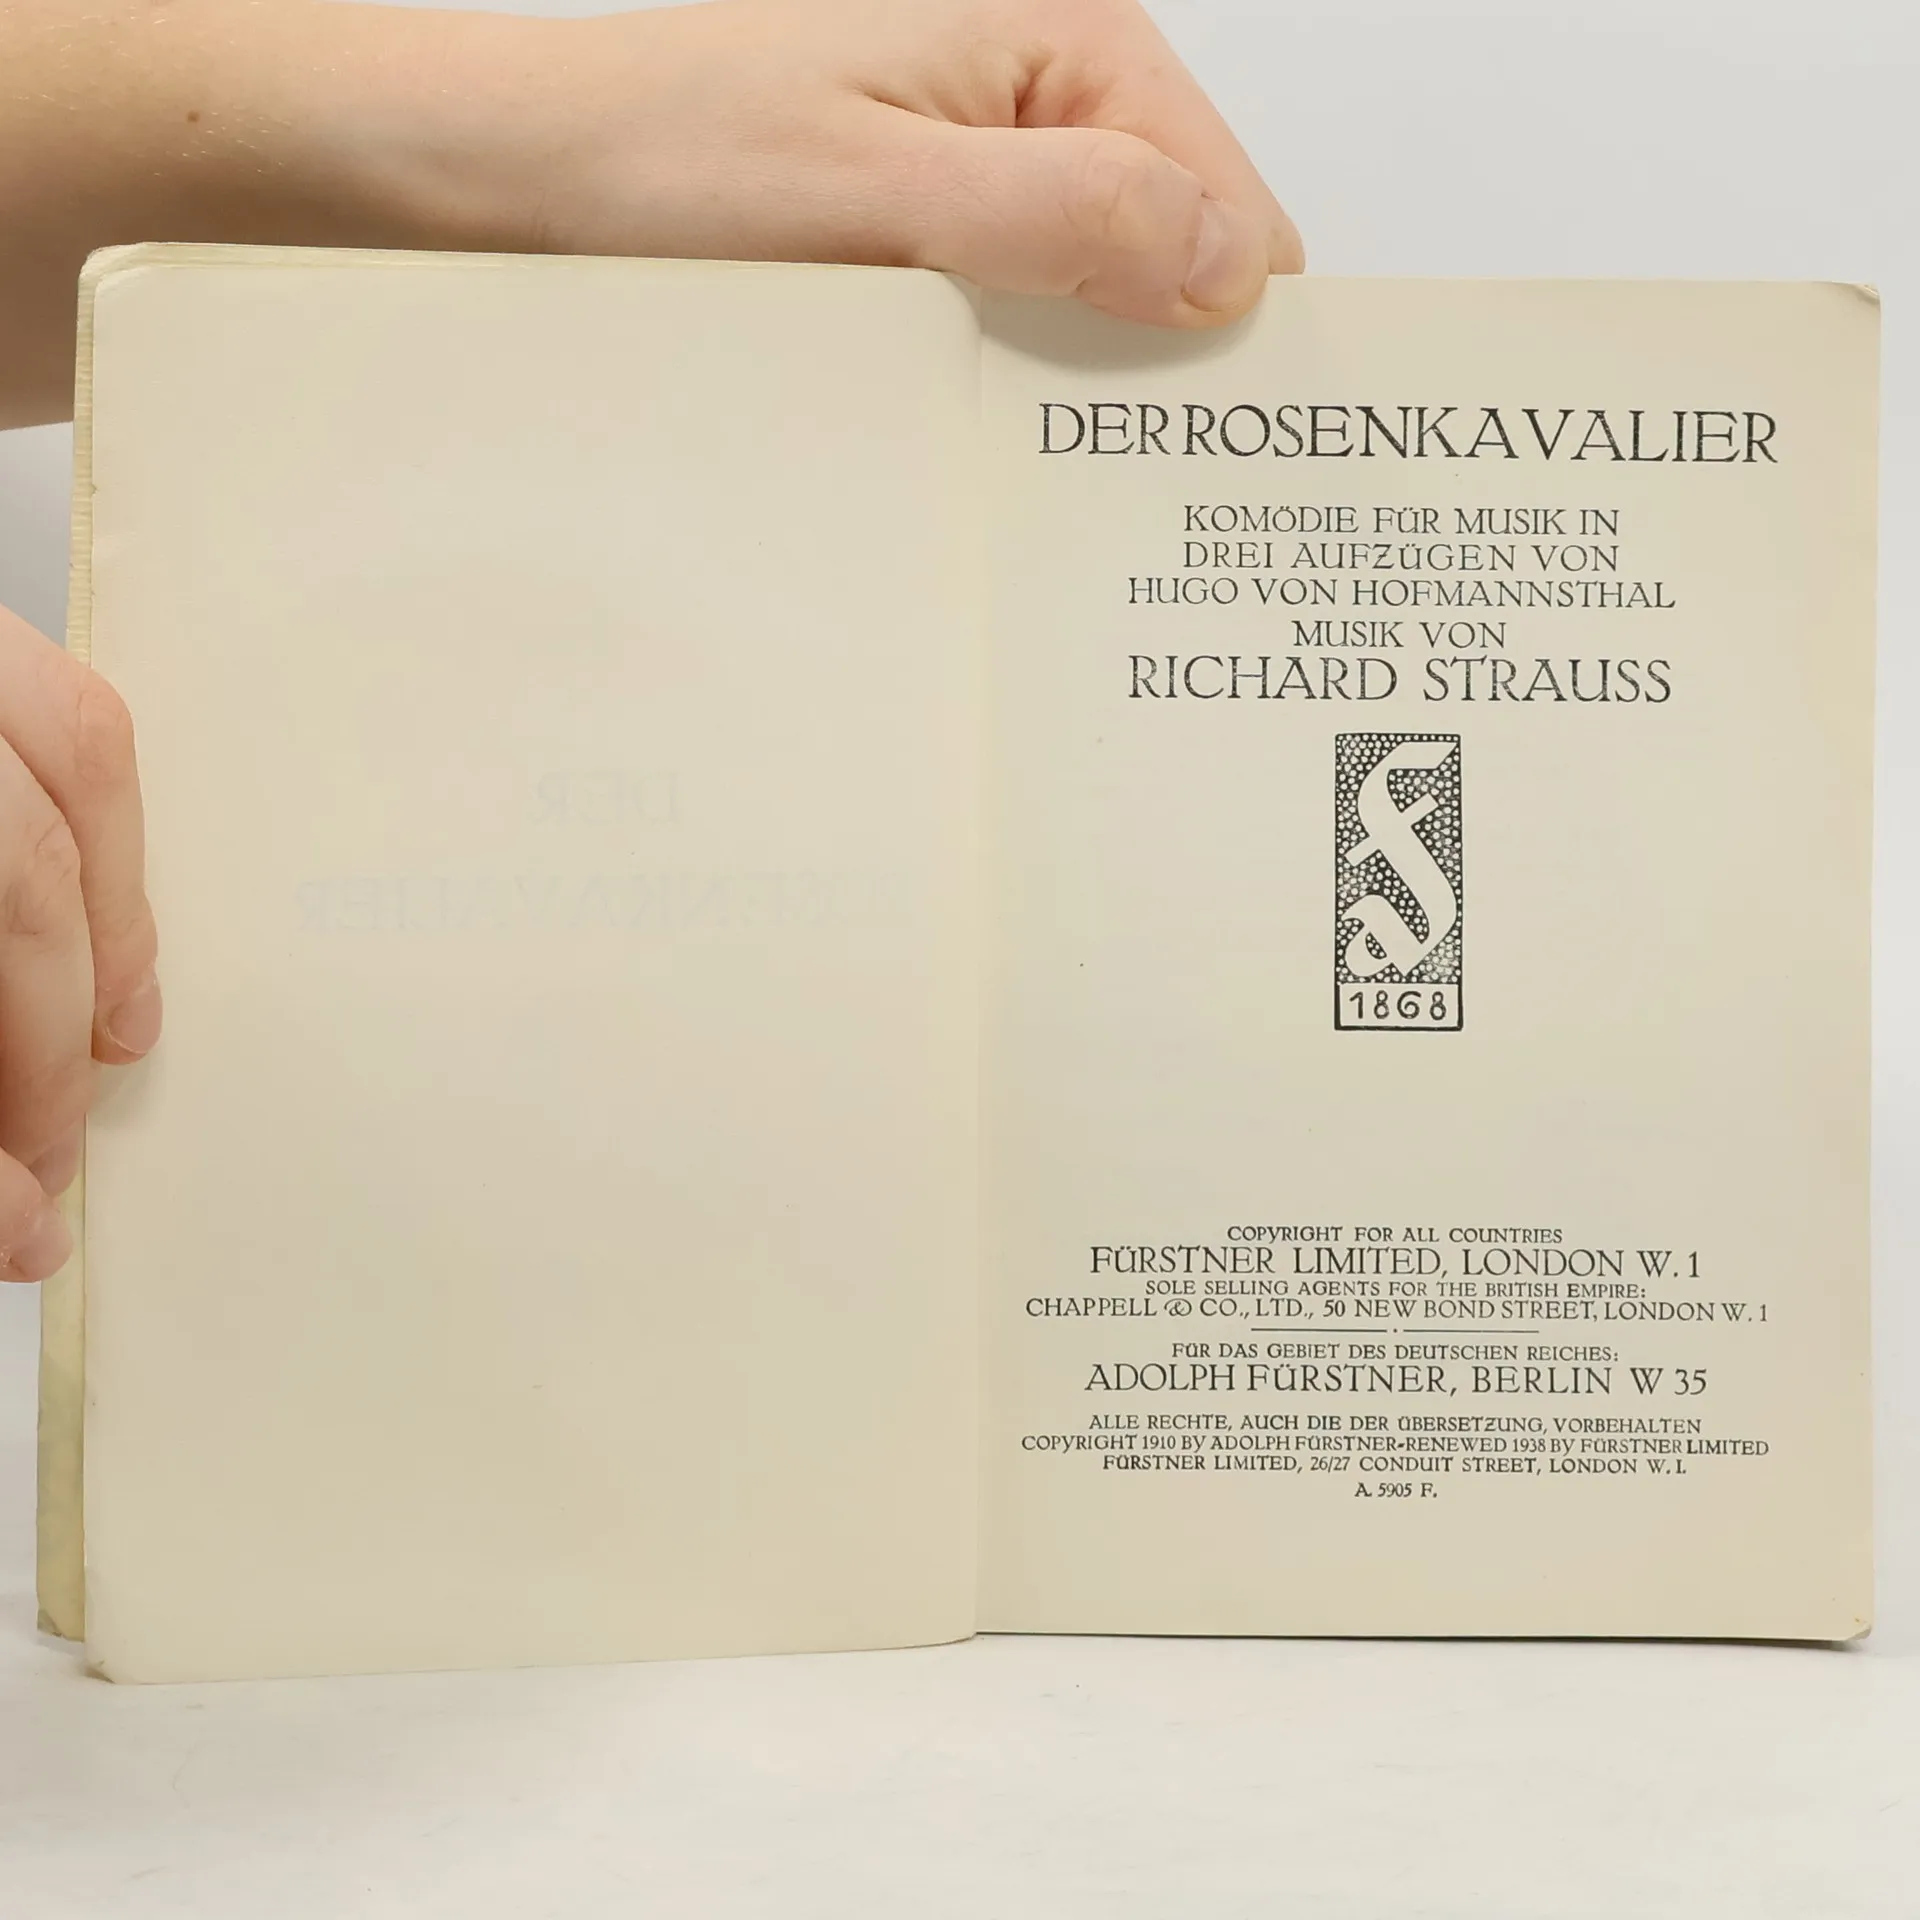 DER ROSENKAVALIER
KOMÖDIE FÜR MUSIK IN
DREI AUFZÜGEN VON
HUGO VON HOFMANNSTHAL
MUSIK VON
RICHARD STRAUSS
af
1868
COPYRIGHT FOR ALL COUNTRIES
FÜRSTNER LIMITED, LONDON W. 1
SOLE SELLING AGENTS FOR THE BRITISH EMPIRE:
CHAPPELL & CO., LTD., 50 NEW BOND STREET, LONDON W. 1
FÜR DAS GEBIET DES DEUTSCHEN REICHES:
ADOLPH FÜRSTNER, BERLIN W 35
ALLE RECHTE, AUCH DIE DER ÜBERSETZUNG, VORBEHALTEN
COPYRIGHT 1910 BY ADOLPH FÜRSTNER-RENEWED 1938 BY FÜRSTNER LIMITED
FÜRSTNER LIMITED, 26/27 CONDUIT STREET, LONDON W. I.
A. 5905 F.